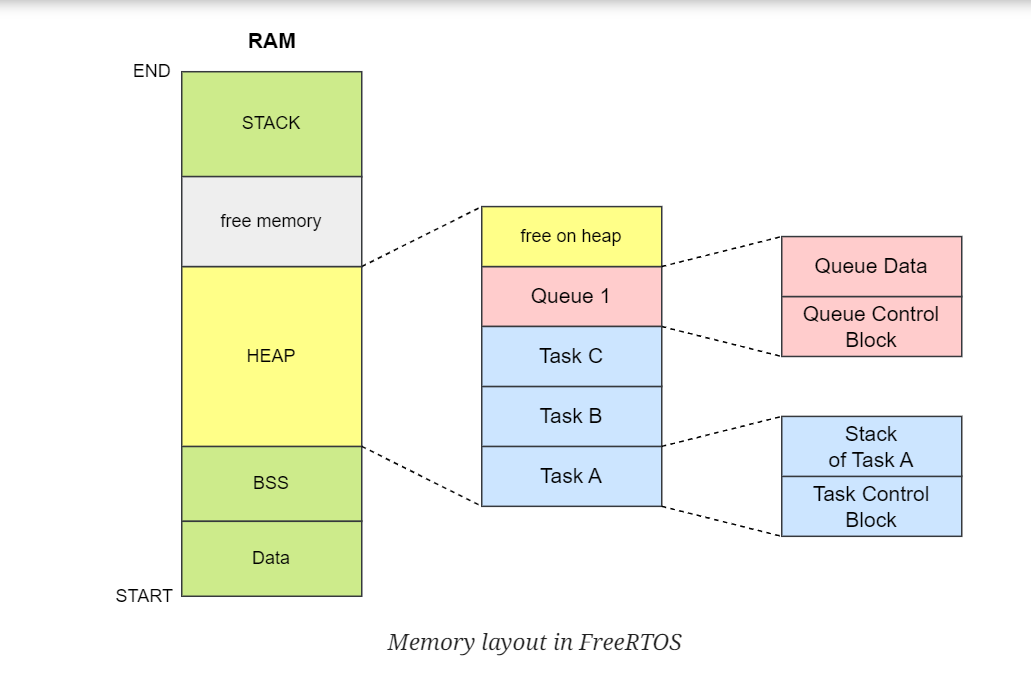 RAM
END
STACK
free memory
HEAP
BSS
Data
START
free on heap
Queue 1
Task C
Task B
Task A
Queue Data
Queue Control
Block
Stack
of Task A
Task Control
Block
Memory layout in FreeRTOS